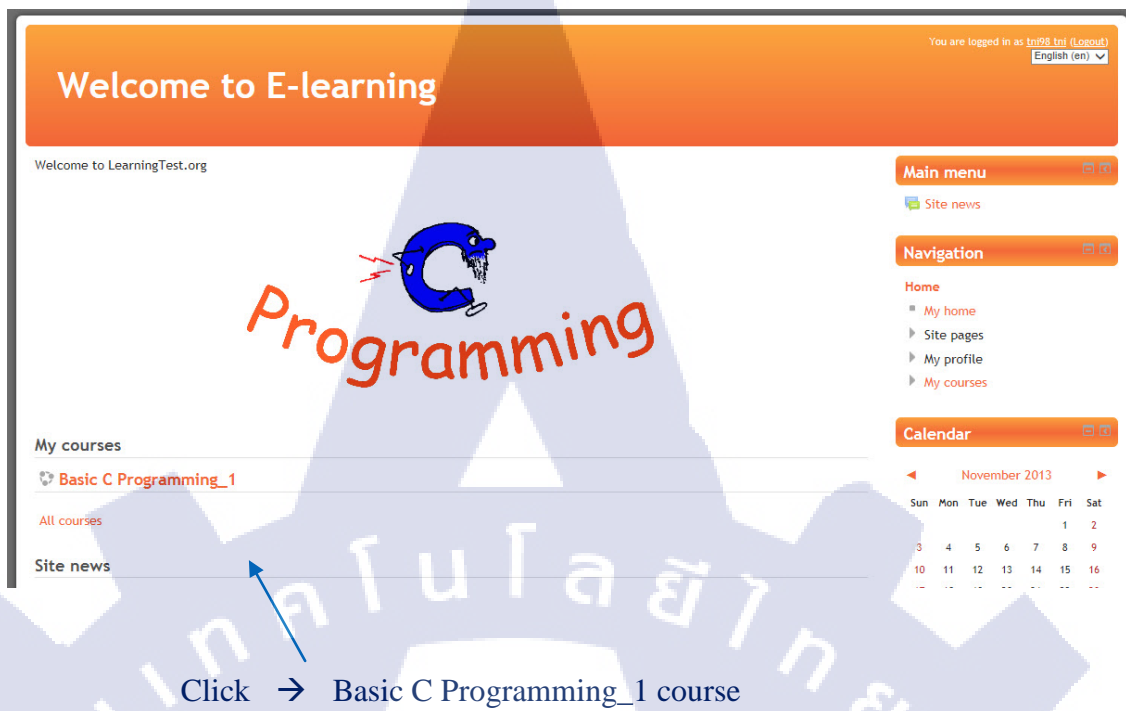 You are logged in as tni98 tni (Logout)
English (en)
Welcome to E-learning
Welcome to LearningTest.org
C
Programming
My courses
Basic C Programming_1
All courses
Site news
Main menu
Site news
Navigation
Home
My home
Site pages
My profile
My courses
Calendar
◄ November 2013 ►
Sun Mon Tue Wed Thu Fri Sat
1 2
3 4 5 6 7 8 9
10 11 12 13 14 15 16
Click → Basic C Programming_1 course